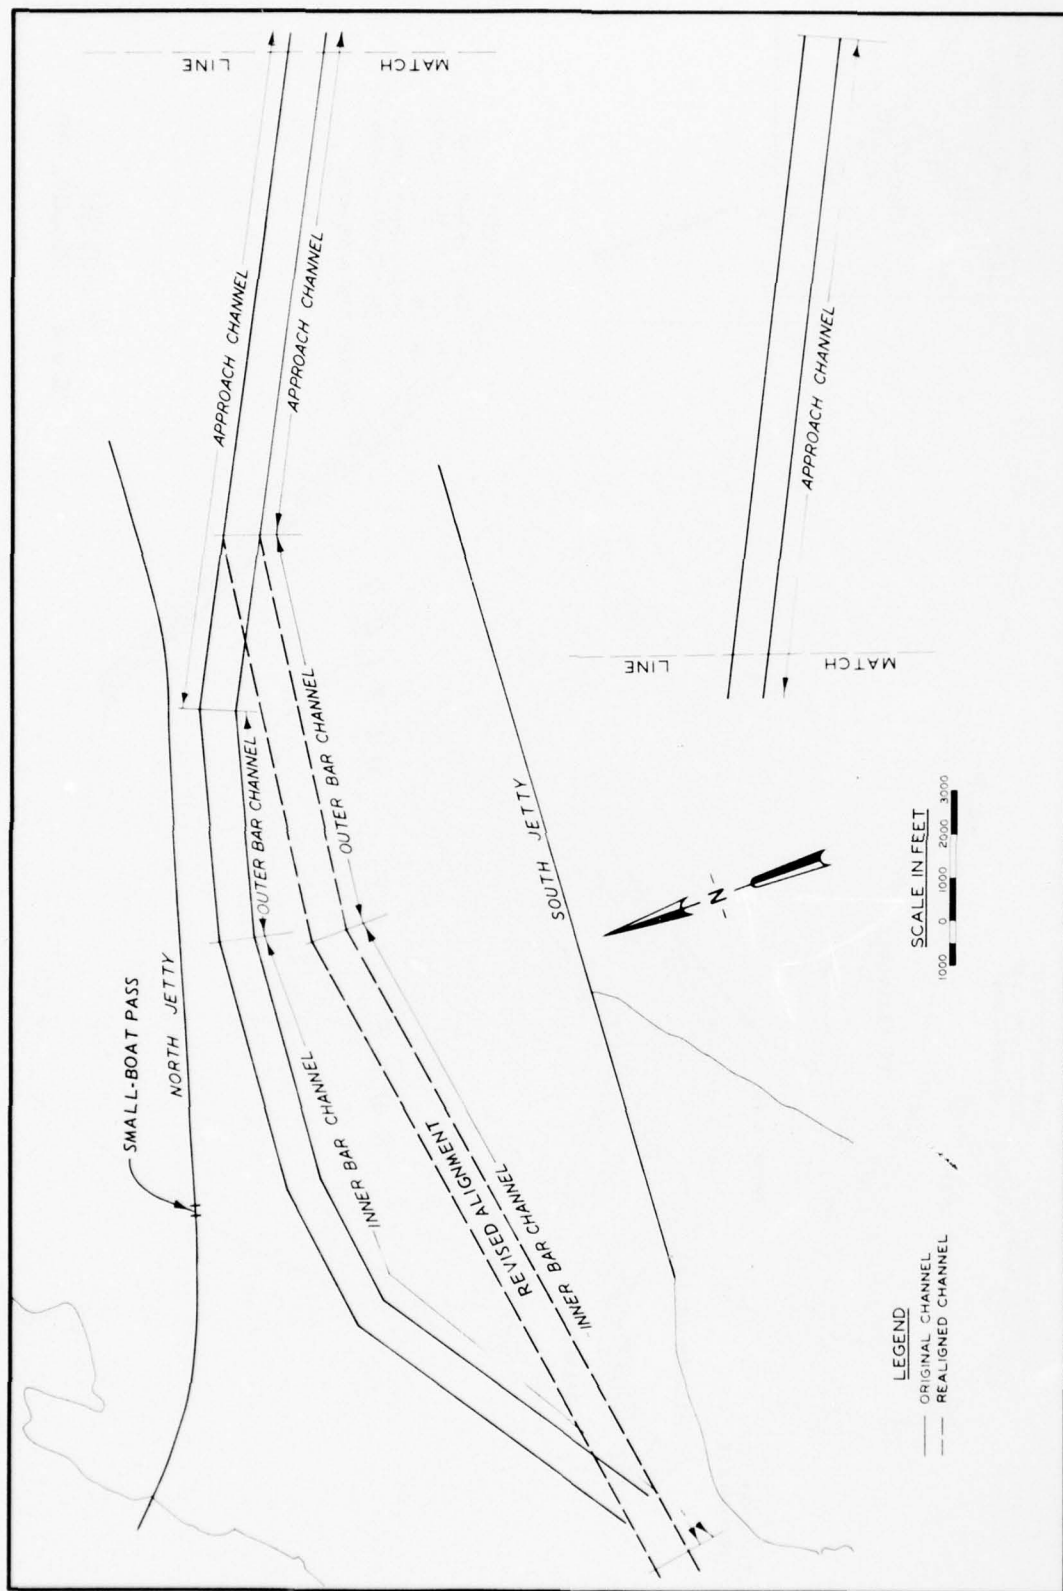 SMALL-BOAT PASS
NORTH JETTY
APPROACH CHANNEL
APPROACH CHANNEL
MATCH LINE
OUTER BAR CHANNEL
OUTER BAR CHANNEL
INNER BAR CHANNEL
REVISED ALIGNMENT
INNER BAR CHANNEL
SOUTH JETTY
MATCH LINE
APPROACH CHANNEL
N
LEGEND
ORIGINAL CHANNEL
REALIGNED CHANNEL
SCALE IN FEET
1000 0 1000 2000 3000